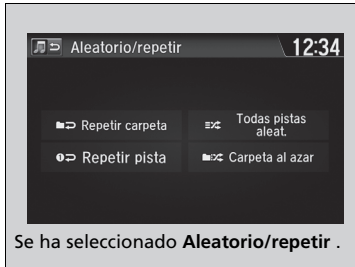 Aleatorio/repetir
12:34
Repetir carpeta
Todas pistas
aleat.
Repetir pista
Carpeta al azar
Se ha seleccionado Aleatorio/repetir .